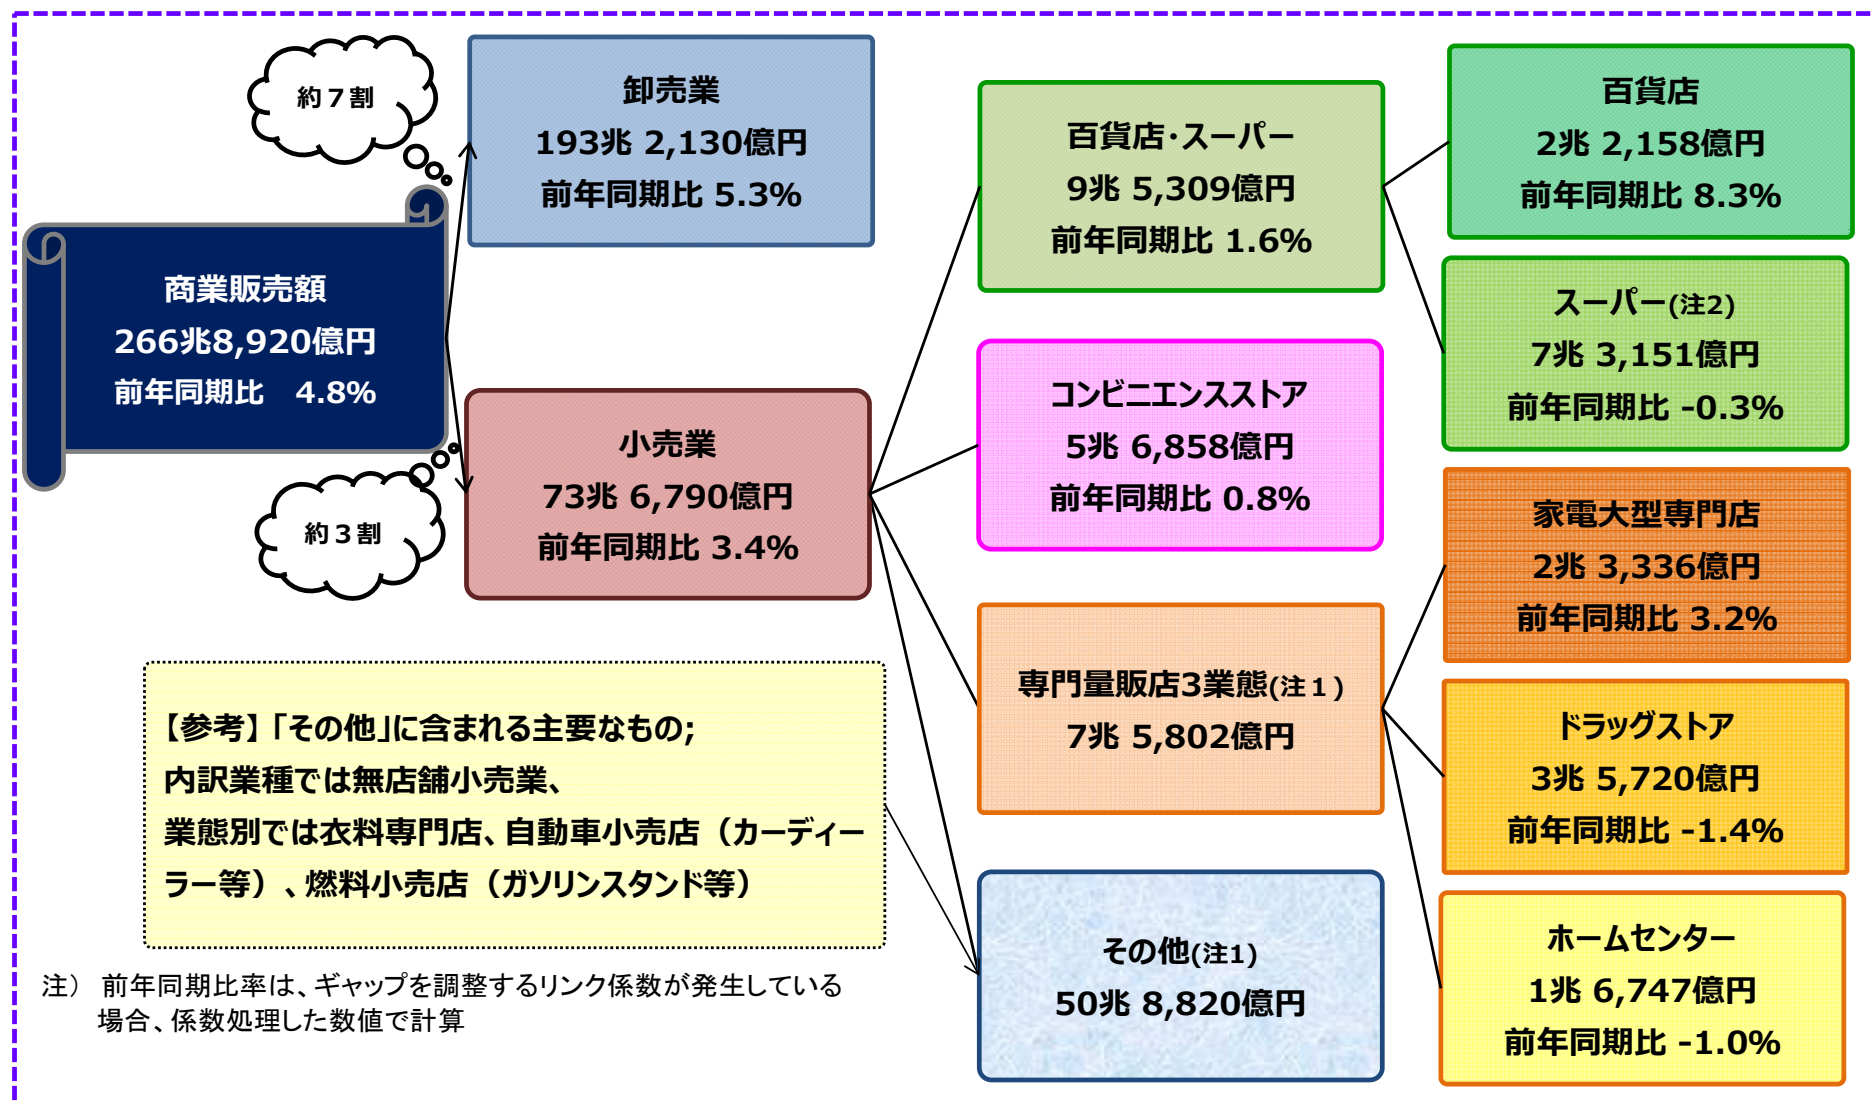 約７割
商業販売額
266兆8,920億円
前年同期比　4.8%
約３割
卸売業
193兆 2,130億円
前年同期比 5.3%
小売業
73兆 6,790億円
前年同期比 3.4%
百貨店・スーパー
9兆 5,309億円
前年同期比 1.6%
コンビニエンスストア
5兆 6,858億円
前年同期比 0.8%
専門量販店3業態(注１)
7兆 5,802億円
その他(注1)
50兆 8,820億円
百貨店
2兆 2,158億円
前年同期比 8.3%
スーパー(注2)
7兆 3,151億円
前年同期比 -0.3%
家電大型専門店
2兆 3,336億円
前年同期比 3.2%
ドラッグストア
3兆 5,720億円
前年同期比 -1.4%
ホームセンター
1兆 6,747億円
前年同期比 -1.0%
【参考】「その他」に含まれる主要なもの;
内訳業種では無店舗小売業、
業態別では衣料専門店、自動車小売店（カーディー
ラー等）、燃料小売店（ガソリンスタンド等）
注）　前年同期比率は、ギャップを調整するリンク係数が発生している
場合、係数処理した数値で計算